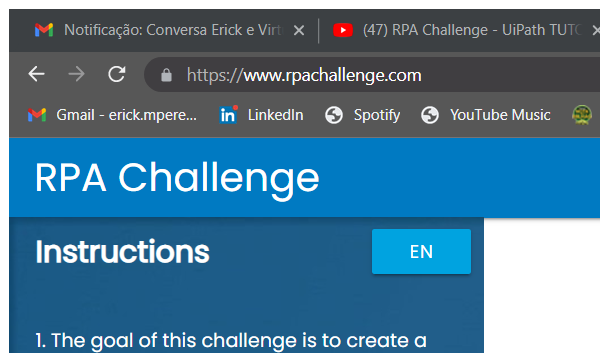 Notificação: Conversa Erick e Virt
(47) RPA Challenge - UiPath TUTO
https://www.rpachallenge.com
Gmail - erick.mpere... LinkedIn Spotify YouTube Music
RPA Challenge
Instructions
EN
1. The goal of this challenge is to create a